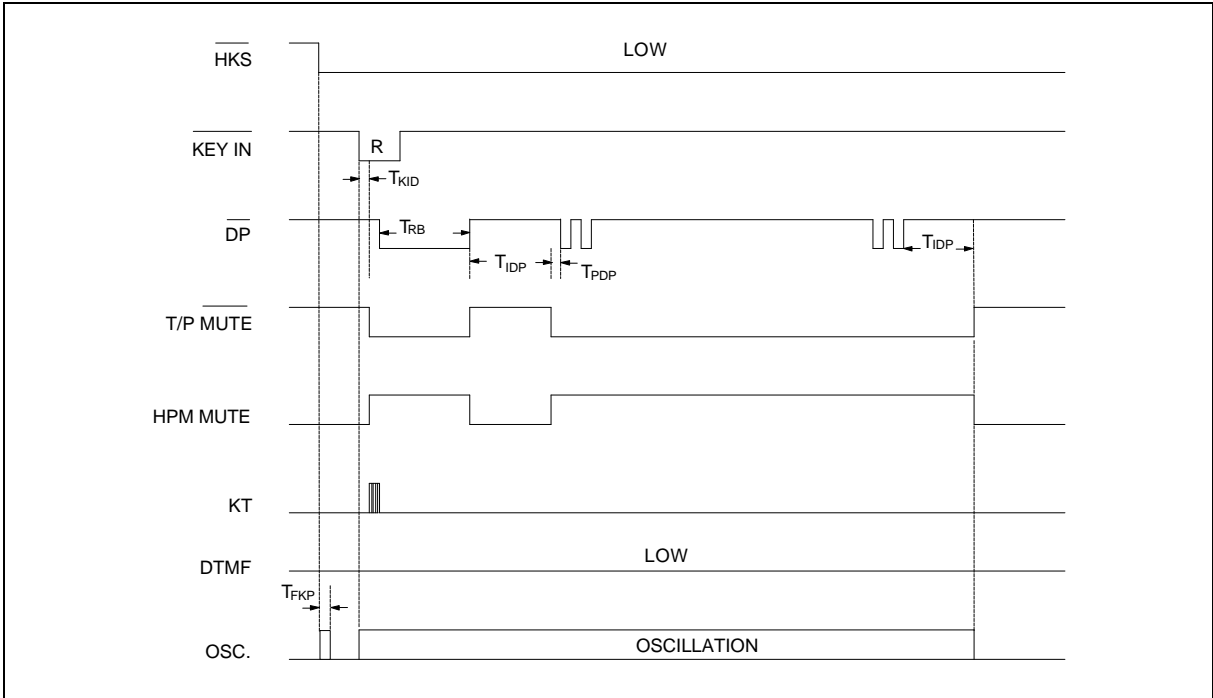 HKS
LOW
KEY IN
R
TKID
DP
TRB
TIDP
TPDP
TIDP
T/P MUTE
HPM MUTE
KT
DTMF
LOW
TFKP
OSC.
OSCILLATION